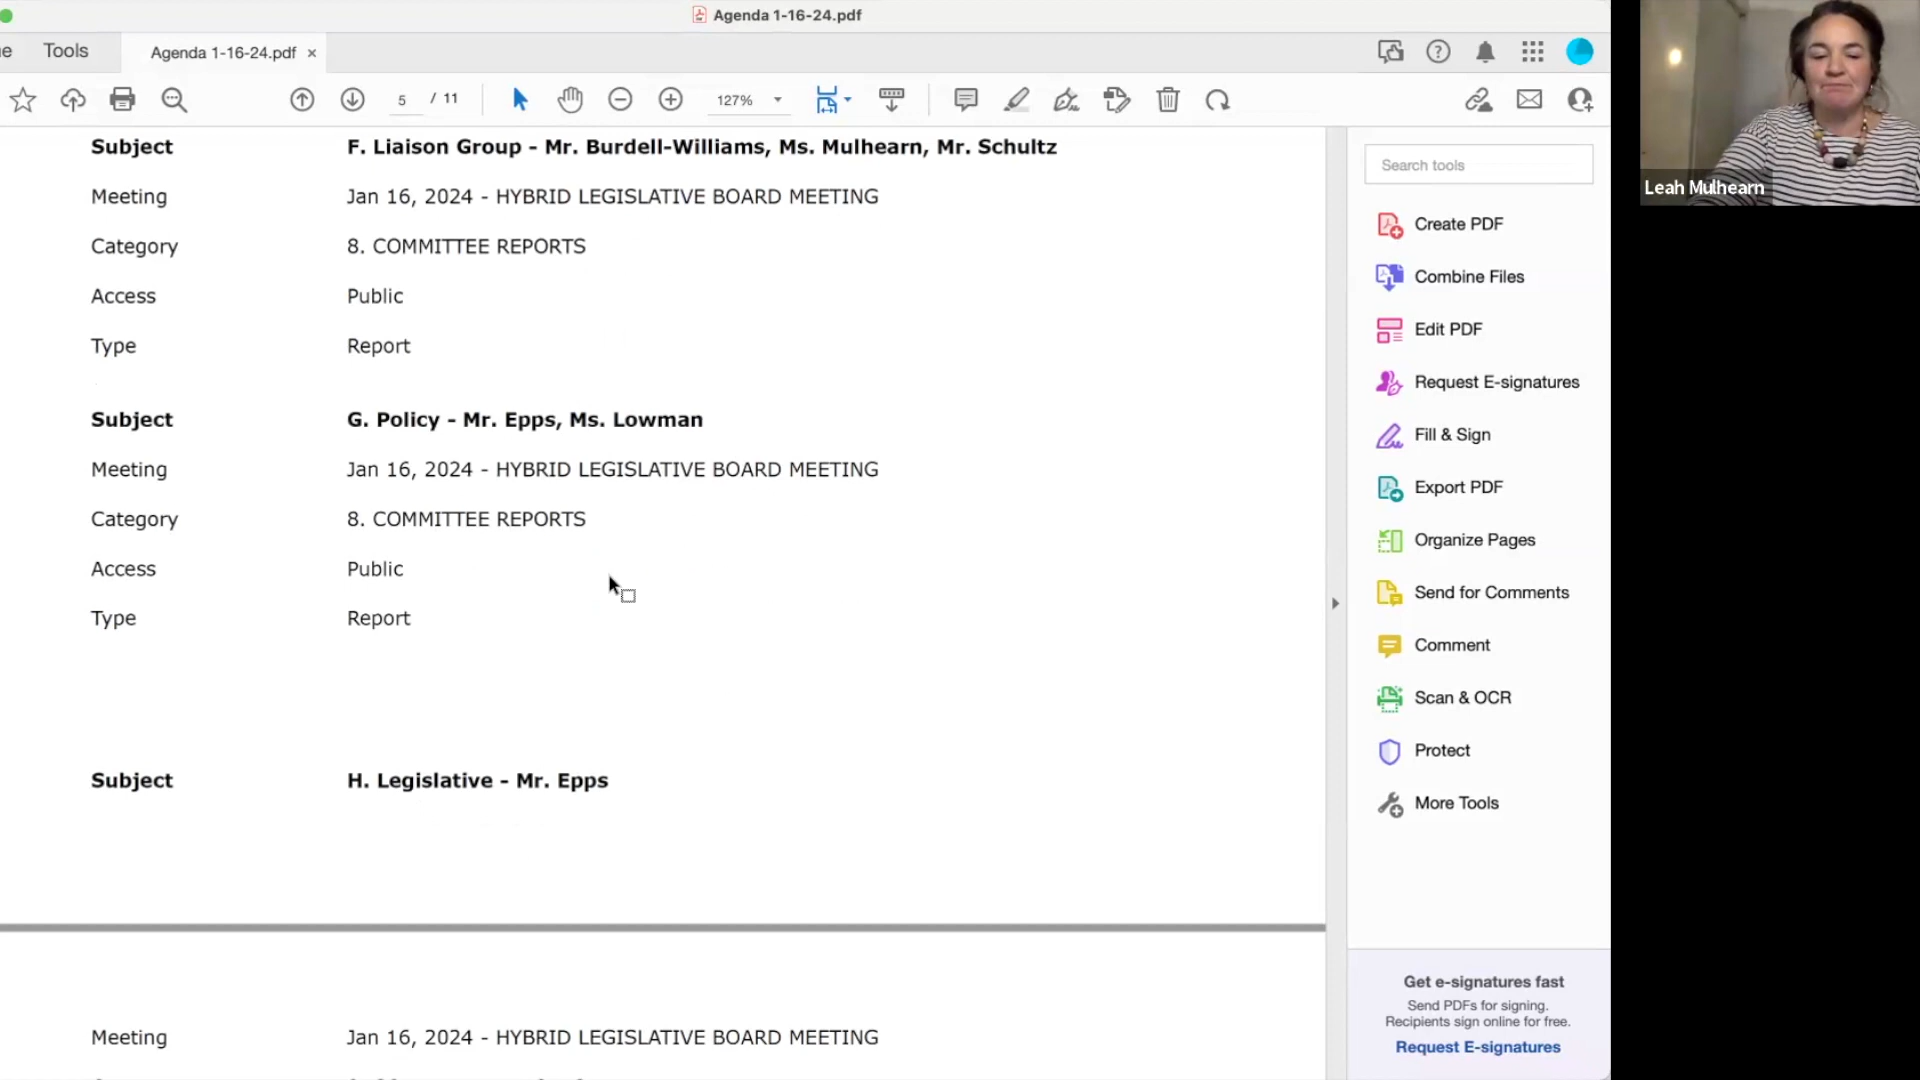 Agenda 1-16-24.pdf
e Tools Agenda 1-16-24.pdf ×
5 / 11 127%
Subject F. Liaison Group - Mr. Burdell-Williams, Ms. Mulhearn, Mr. Schultz
Meeting Jan 16, 2024 - HYBRID LEGISLATIVE BOARD MEETING
Category 8. COMMITTEE REPORTS
Access Public
Type Report
Subject G. Policy - Mr. Epps, Ms. Lowman
Meeting Jan 16, 2024 - HYBRID LEGISLATIVE BOARD MEETING
Category 8. COMMITTEE REPORTS
Access Public
Type Report
Subject H. Legislative - Mr. Epps
Meeting Jan 16, 2024 - HYBRID LEGISLATIVE BOARD MEETING
Search tools
Create PDF
Combine Files
Edit PDF
Request E-signatures
Fill & Sign
Export PDF
Organize Pages
Send for Comments
Comment
Scan & OCR
Protect
More Tools
Get e-signatures fast
Send PDFs for signing.
Recipients sign online for free.
Request E-signatures
Leah Mulhearn